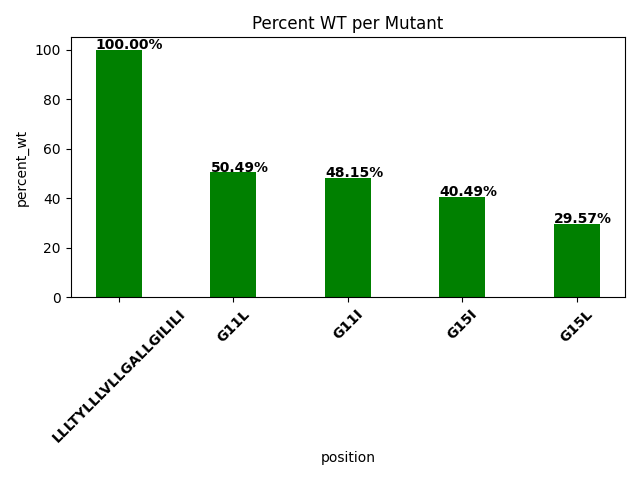 Percent WT per Mutant
percent_wt
100
80
60
40
20
0
100.00%
50.49%
48.15%
40.49%
29.57%
LLLTYLLLVLLGALLGILILI
G11L
G11I
G15I
G15L
position